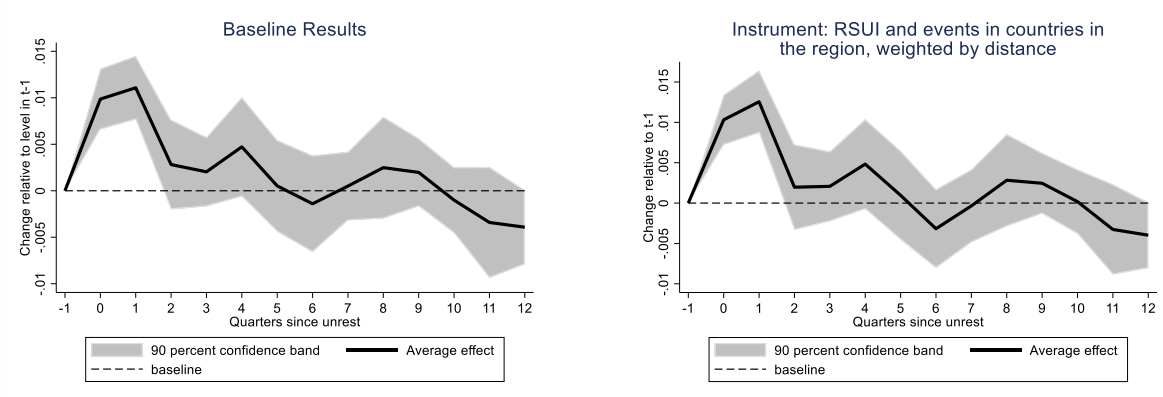 Baseline Results
Change relative to level in t-1
.015
.01
.005
0
-.005
-.01
-1 0 1 2 3 4 5 6 7 8 9 10 11 12
Quarters since unrest
90 percent confidence band Average effect
baseline
Instrument: RSUI and events in countries in
the region, weighted by distance
Change relative to t-1
.015
.01
.005
0
-.005
-.01
-1 0 1 2 3 4 5 6 7 8 9 10 11 12
Quarters since unrest
90 percent confidence band Average effect
baseline